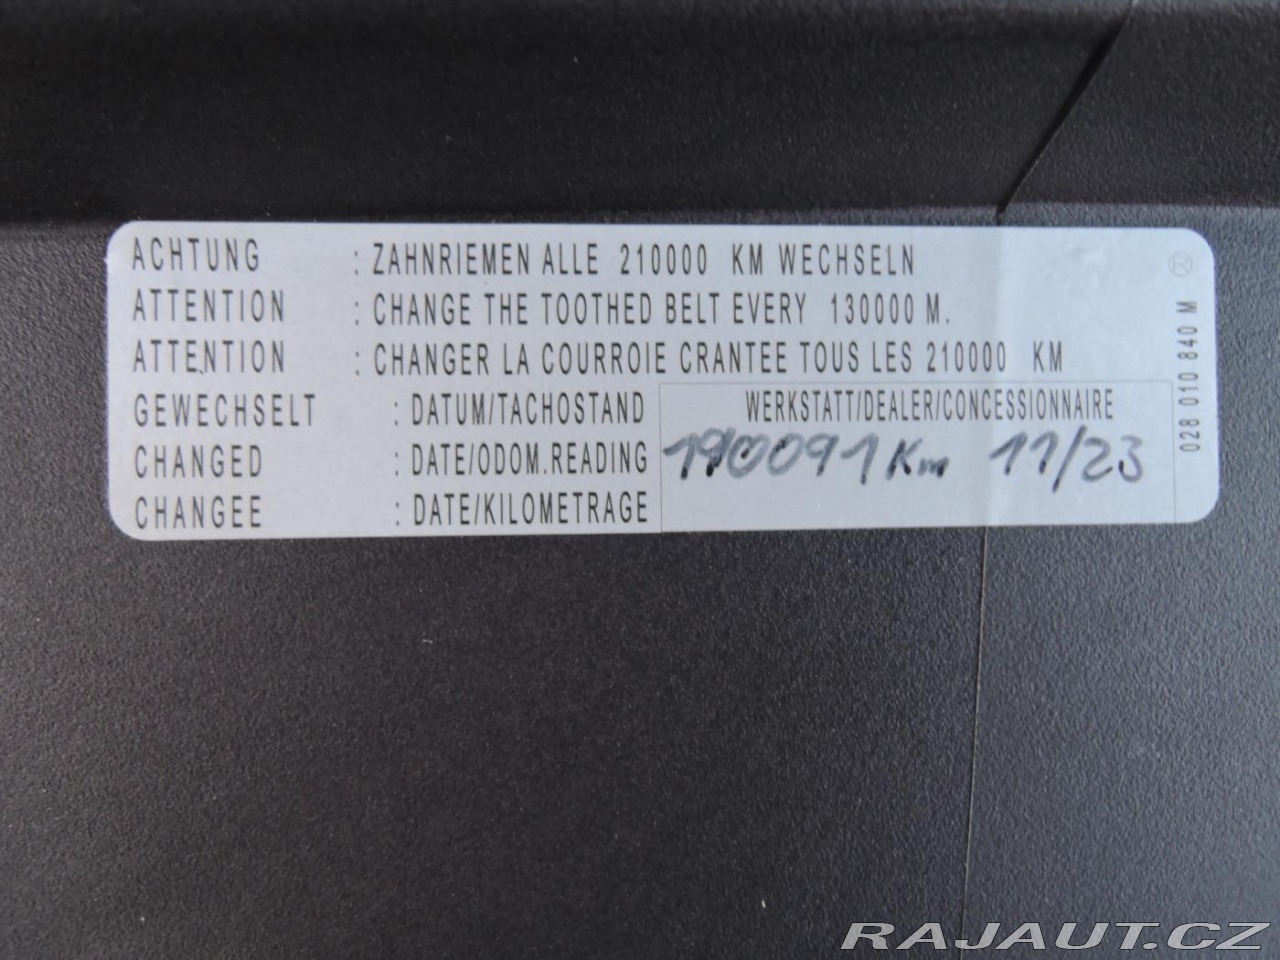 ACHTUNG : ZAHNRIEMEN ALLE 210000 KM WECHSELN
ATTENTION : CHANGE THE TOOTHED BELT EVERY 130000 M.
ATTENTION : CHANGER LA COURROIE CRANTEE TOUS LES 210000 KM
GEWECHSELT : DATUM/TACHOSTAND WERKSTATT/DEALER/CONCESSIONNAIRE
CHANGED : DATE/ODOM.READING 190091 Km 11/23
CHANGEE : DATE/KILOMETRAGE
028 010 840 M
RAJAUT.CZ